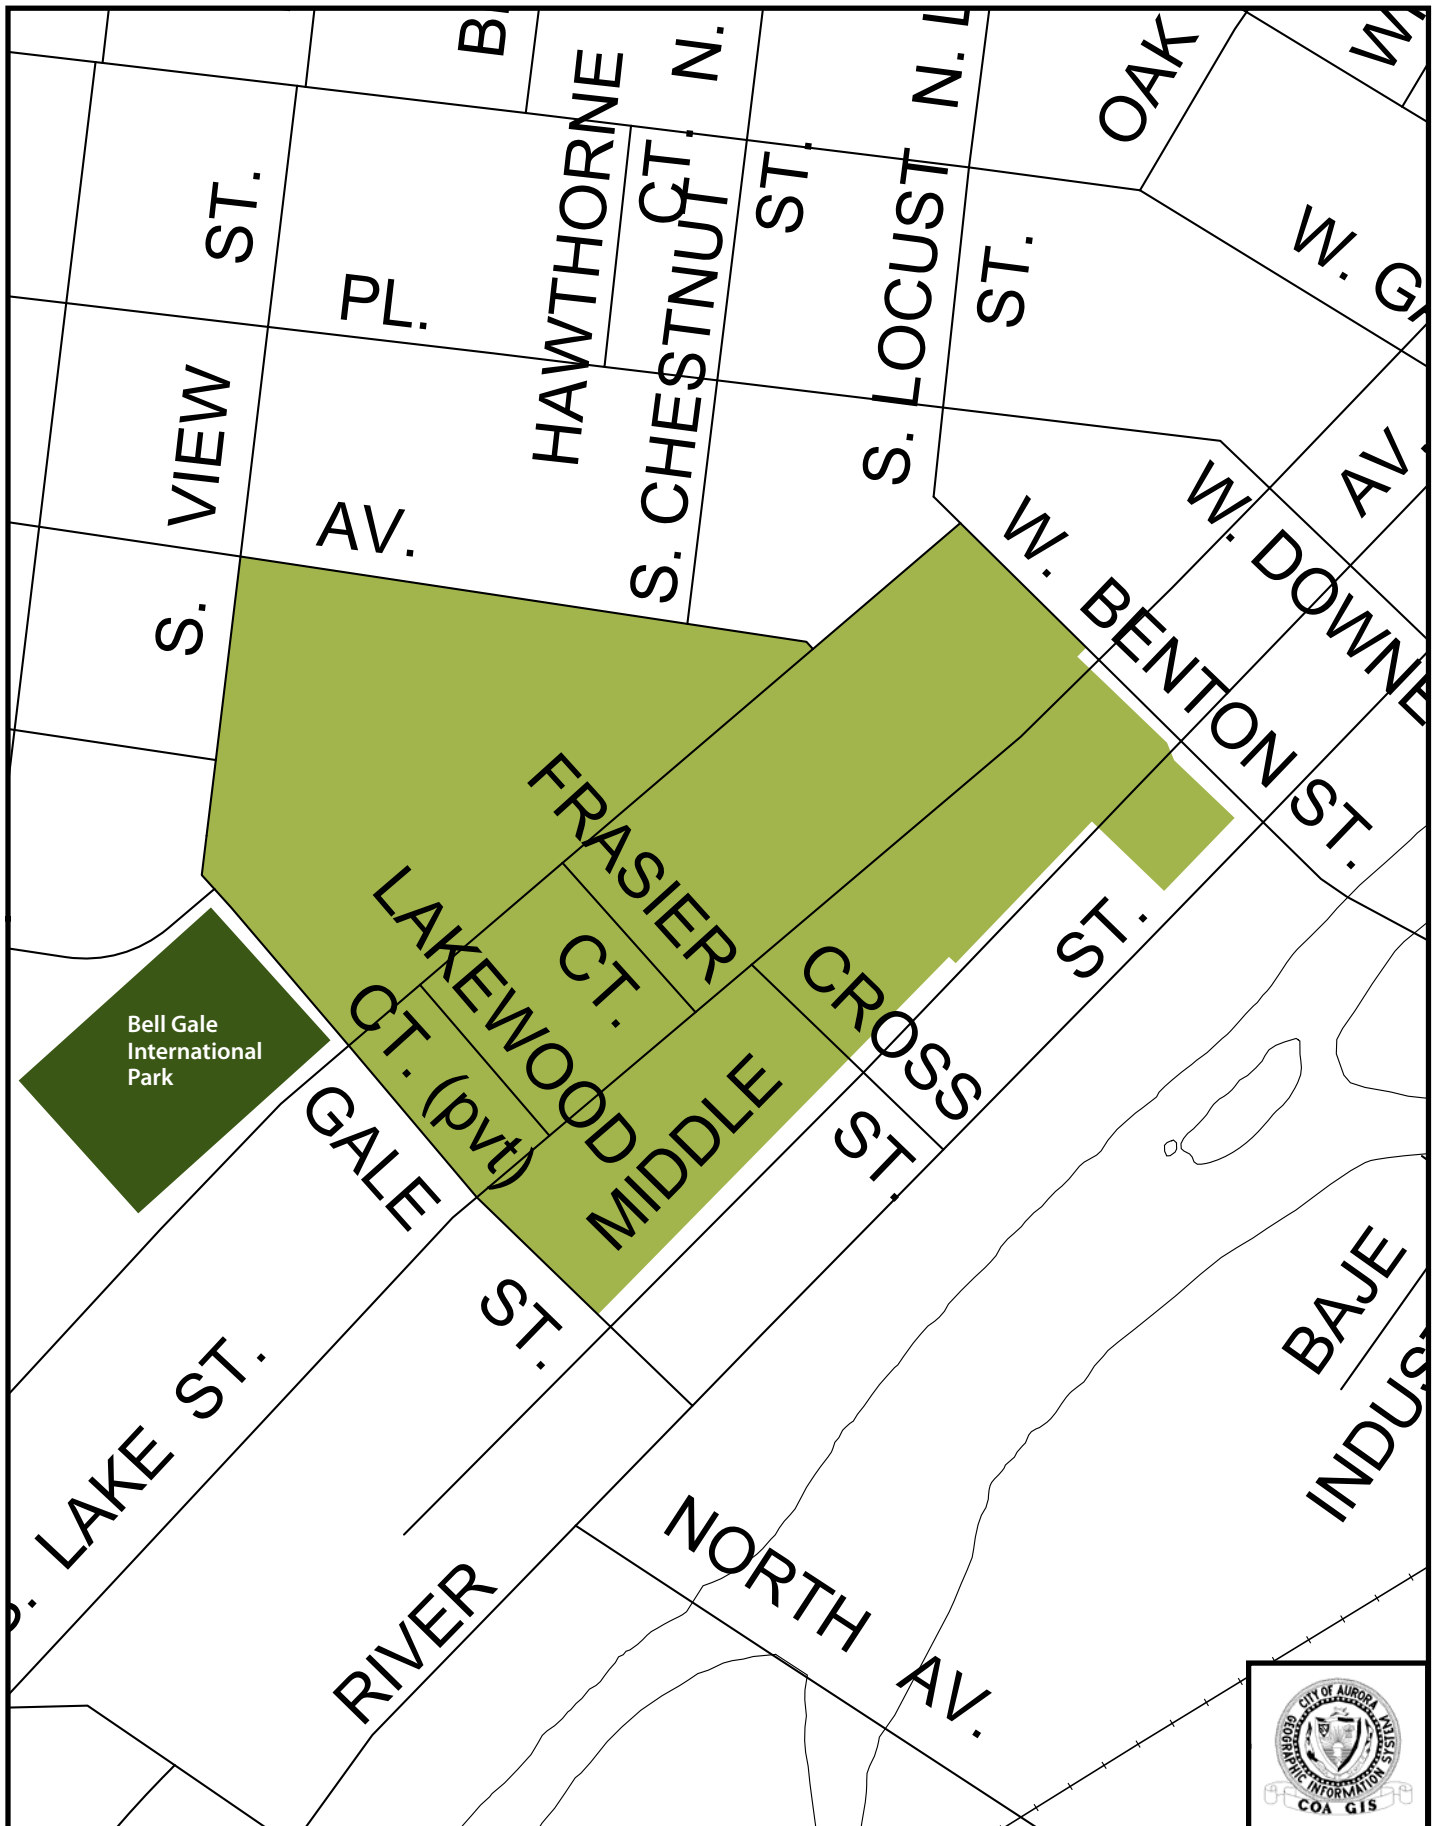 HAWTHORNE
CT.
N.
S. CHESTNUT
ST.
S. LOCUST
ST.
N.
OAK
W.
AV.
ST.
PL.
S. VIEW
AV.
W. DOWNE
W. BENTON ST.
FRASIER
CT.
LAKEWOOD
CT. (pvt)
CROSS
ST.
MIDDLE
ST.
Bell Gale
International
Park
GALE
ST.
S. LAKE ST.
RIVER
NORTH AV.
BAJE
CITY OF AURORA
GEOGRAPHIC INFORMATION SYSTEM
COA GIS